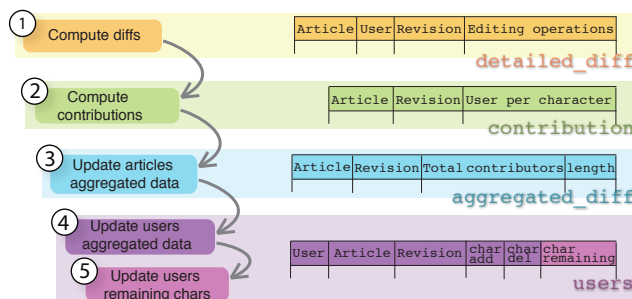 1
Compute diffs
Article User Revision Editing operations
detailed_diff
2
Compute
contributions
Article Revision User per character
contribution
3
Update articles
aggregated data
Article Revision Total contributors length
aggregated_diff
4
Update users
aggregated data
User Article Revision char add char del char remaining
5
Update users
remaining chars
users